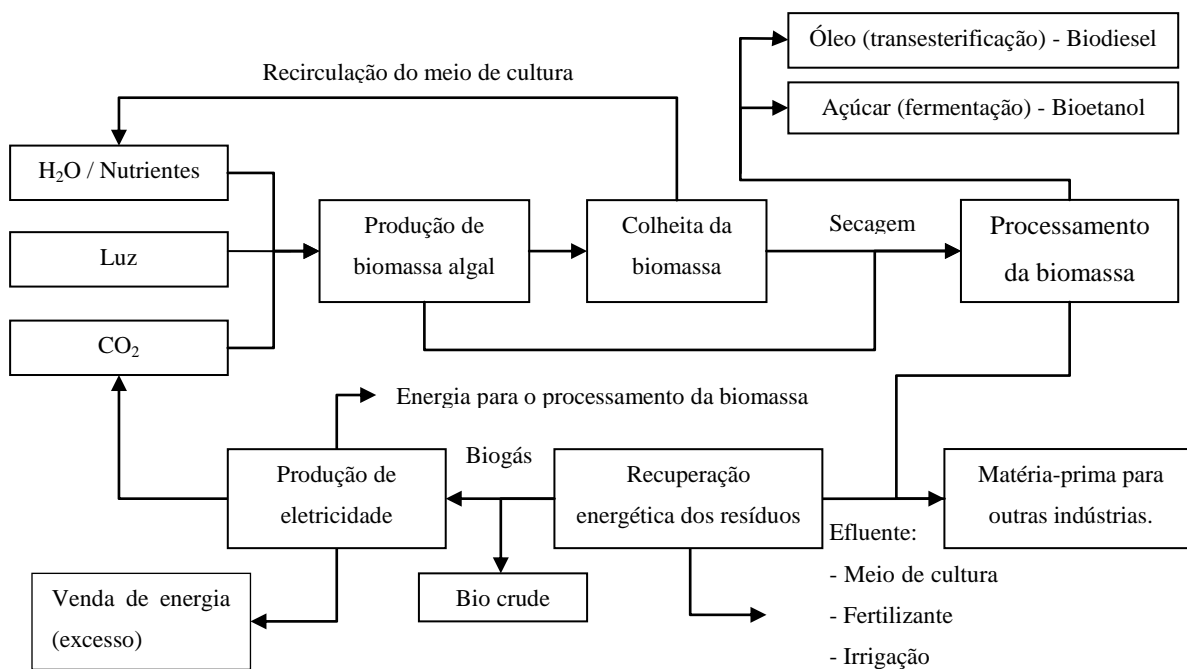 Óleo (transesterificação) - Biodiesel
Recirculação do meio de cultura
Açúcar (fermentação) - Bioetanol
H₂O / Nutrientes
Produção de
biomassa algal
Colheita da
biomassa
Secagem
Processamento
da biomassa
Luz
CO₂
Energia para o processamento da biomassa
Produção de
eletricidade
Biogás
Recuperação
energética dos resíduos
Matéria-prima para
outras indústrias.
Efluente:
- Meio de cultura
- Fertilizante
- Irrigação
Bio crude
Venda de energia
(excesso)